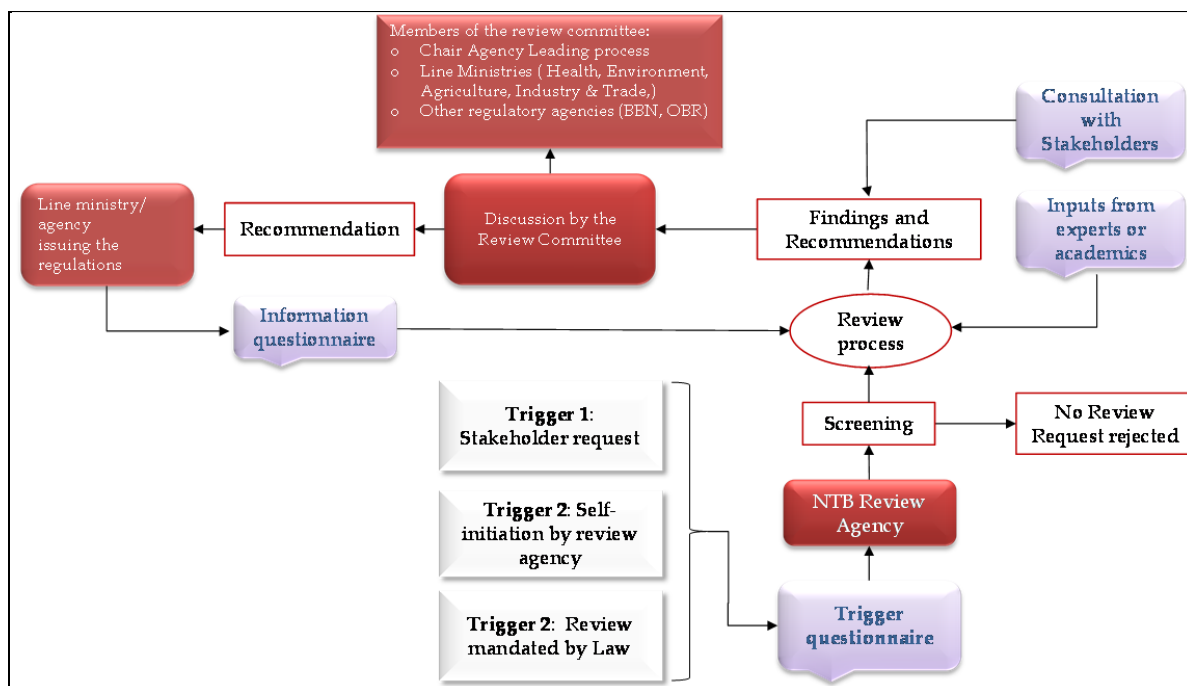 Members of the review committee:
o Chair Agency Leading process
o Line Ministries ( Health, Environment,
Agriculture, Industry & Trade,)
o Other regulatory agencies (BBN, OBR)
Consultation
with
Stakeholders
Line ministry/
agency
issuing the
regulations
Recommendation
Discussion by the
Review Committee
Findings and
Recommendations
Inputs from
experts or
academics
Information
questionnaire
Review
process
Trigger 1:
Stakeholder request
Screening
No Review
Request rejected
Trigger 2: Self-
initiation by review
agency
NTB Review
Agency
Trigger 2: Review
mandated by Law
Trigger
questionnaire